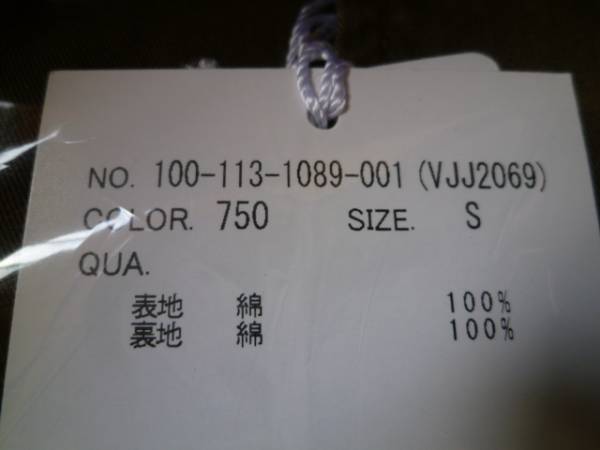 NO. 100-113-1089-001 (VJJ2069)
COLOR. 750 SIZE. S
QUA.
表地 綿 100%
裏地 綿 100%